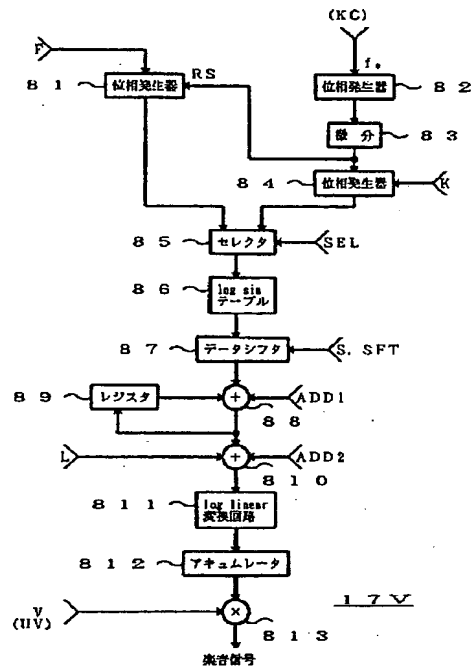 (KC)
F
RS
f。
８１
位相発生器
位相発生器
８２
微 分
８３
８４
位相発生器
K
８５
セレクタ
SEL
８６
log sin
テーブル
８７
データシフタ
S. SFT
８９
レジスタ
+
ADD1
８８
L
+
ADD2
８１０
８１１
log linear
変換回路
８１２
アキュムレータ
１７Ｖ
V
(UV)
×
８１３
楽音信号